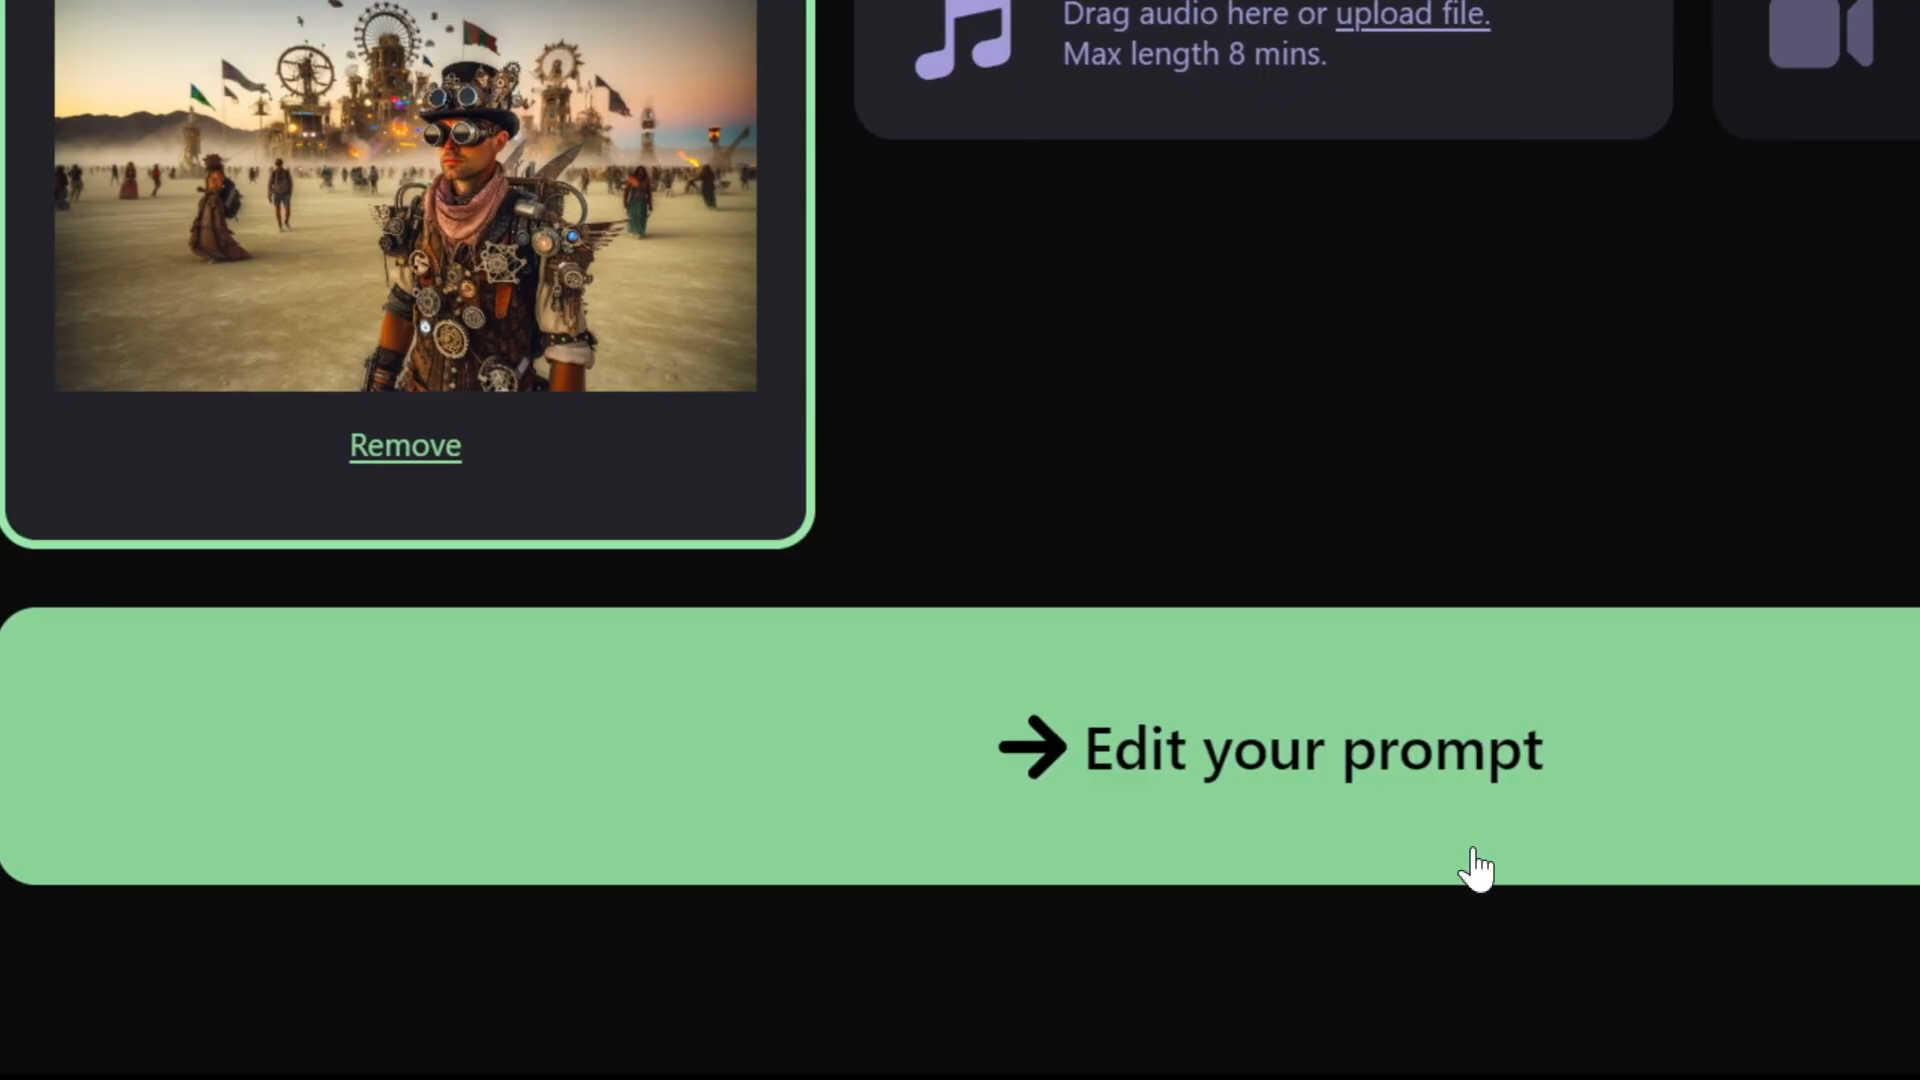 Drag audio here or upload file.
Max length 8 mins.
Remove
Edit your prompt